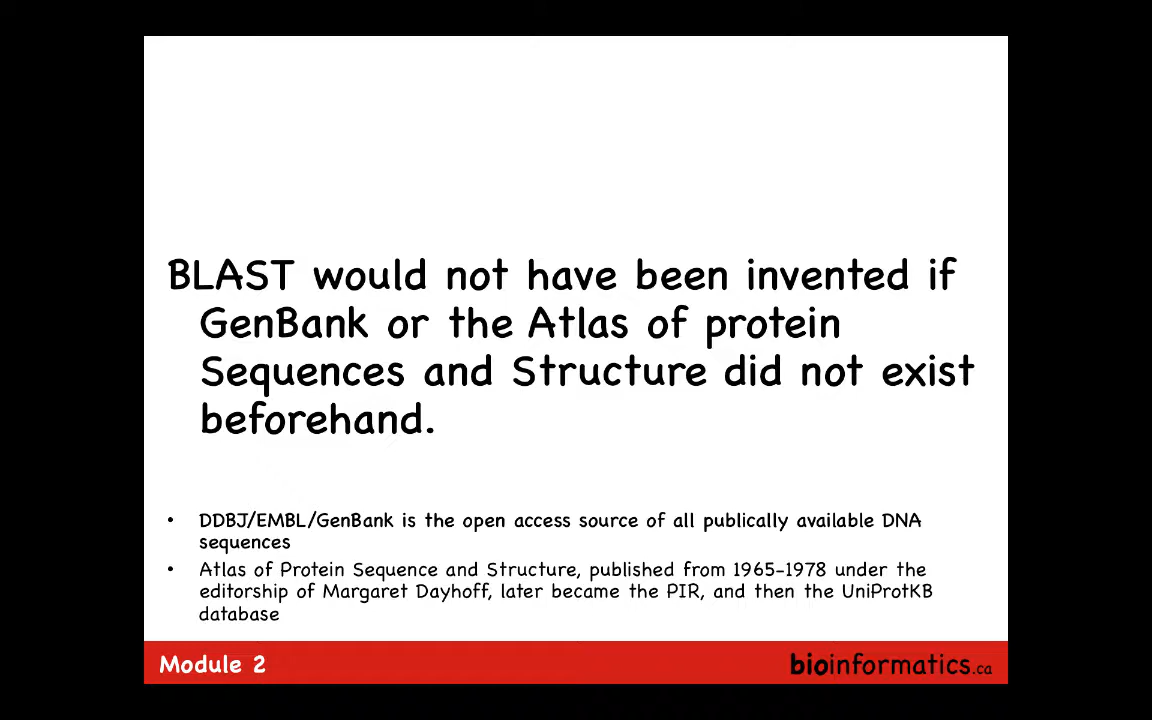 BLAST would not have been invented if
GenBank or the Atlas of protein
Sequences and Structure did not exist
beforehand.
• DDBJ/EMBL/GenBank is the open access source of all publically available DNA
sequences
• Atlas of Protein Sequence and Structure, published from 1965-1978 under the
editorship of Margaret Dayhoff, later became the PIR, and then the UniProtKB
database
Module 2
bioinformatics.ca